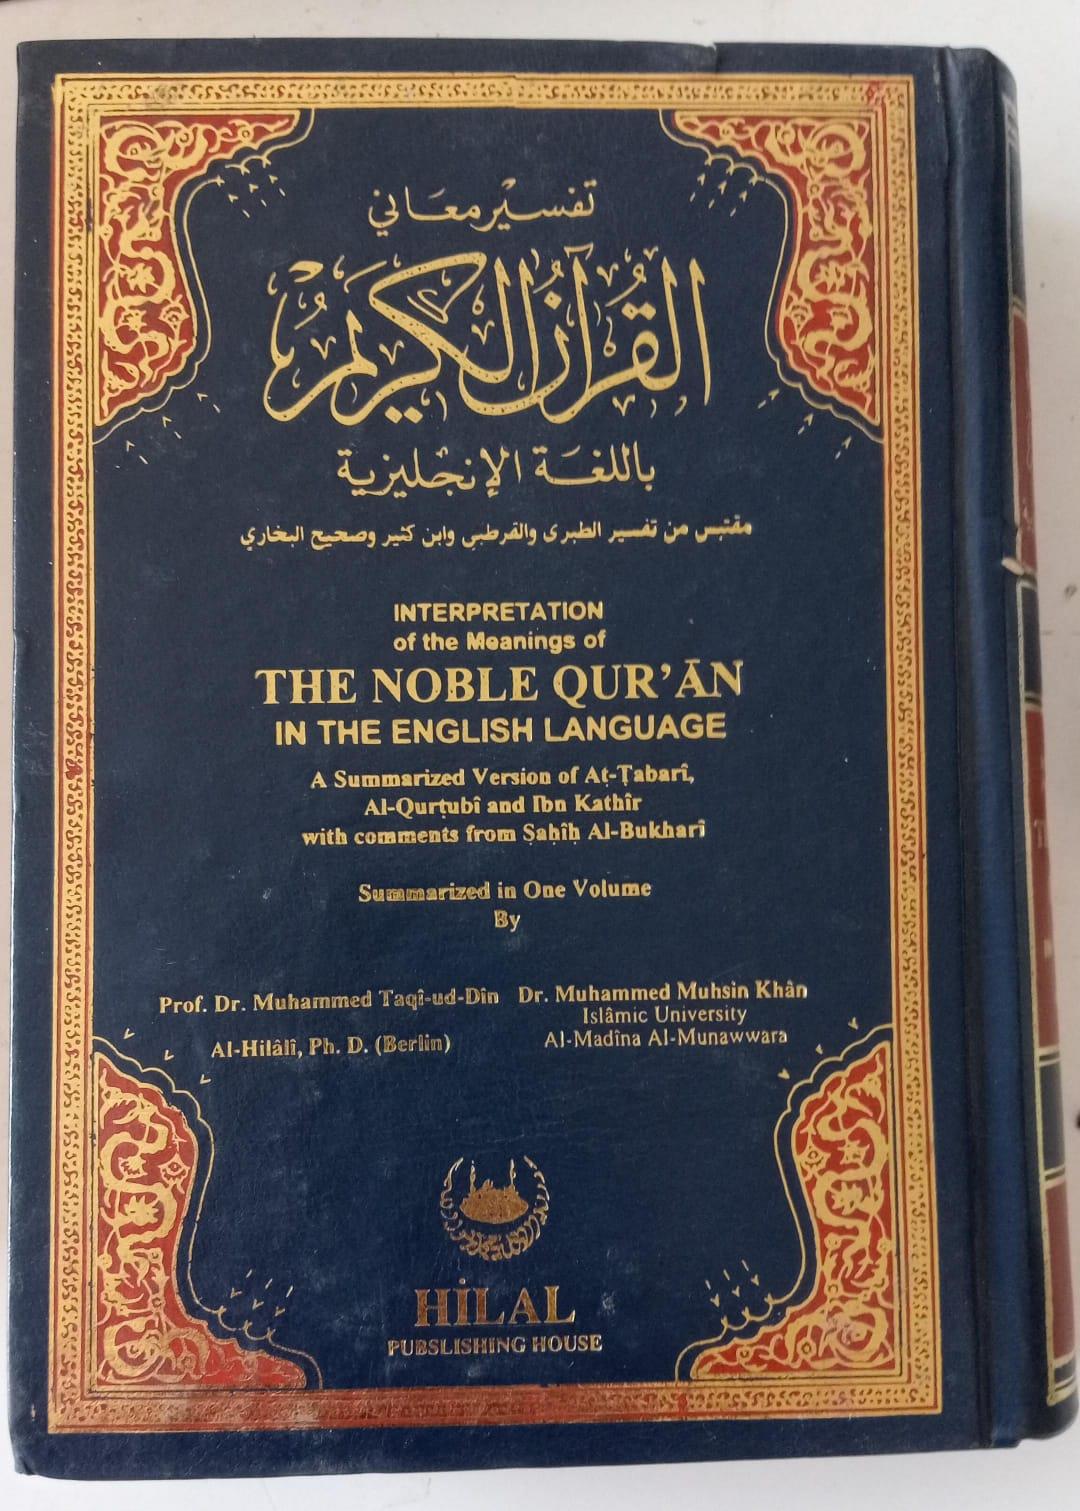 تفسير معاني
القرآن الكريم
باللغة الإنجليزية
مقتبس من تفسير الطبرى والقرطبي وابن كثير وصحيح البخاري
INTERPRETATION
of the Meanings of
THE NOBLE QUR’ĀN
IN THE ENGLISH LANGUAGE
A Summarized Version of Aṭ-Ṭabarî,
Al-Qurṭubî and Ibn Kathîr
with comments from Ṣaḥîḥ Al-Bukharî
Summarized in One Volume
By
Prof. Dr. Muhammed Taqî-ud-Dîn
Al-Hilâlî, Ph. D. (Berlin)
Dr. Muhammed Muhsin Khân
Islâmic University
Al-Madîna Al-Munawwara
HİLAL
PUBSLISHING HOUSE